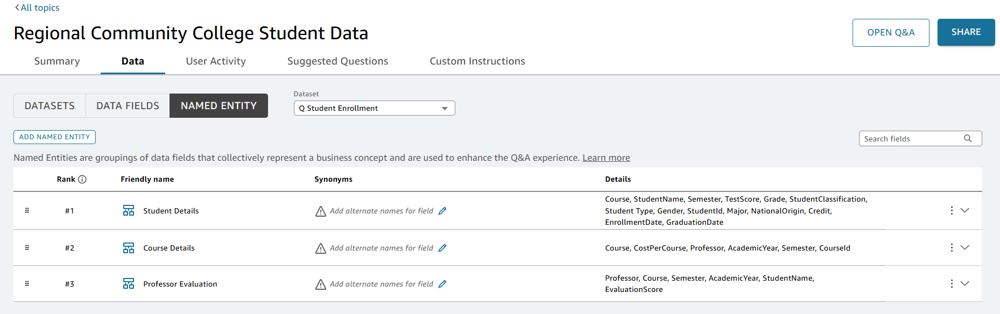 All topics
Regional Community College Student Data
OPEN Q&A
SHARE
Summary
Data
User Activity
Suggested Questions
Custom Instructions
DATASETS
DATA FIELDS
NAMED ENTITY
Dataset
Q Student Enrollment
ADD NAMED ENTITY
Search fields
Named Entities are groupings of data fields that collectively represent a business concept and are used to enhance the Q&A experience. Learn more
Rank
Friendly name
Synonyms
Details
#1
Student Details
Add alternate names for field
Course, StudentName, Semester, TestScore, Grade, StudentClassification,
Student Type, Gender, StudentId, Major, NationalOrigin, Credit,
EnrollmentDate, GraduationDate
#2
Course Details
Add alternate names for field
Course, CostPerCourse, Professor, AcademicYear, Semester, CourseId
#3
Professor Evaluation
Add alternate names for field
Professor, Course, Semester, AcademicYear, StudentName,
EvaluationScore